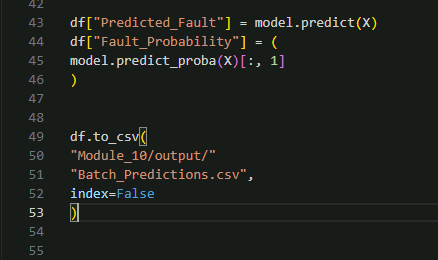 42
43 df["Predicted_Fault"] = model.predict(X)
44 df["Fault_Probability"] = (
45 model.predict_proba(X)[:, 1]
46 )
47
48
49 df.to_csv(
50 "Module_10/output/"
51 "Batch_Predictions.csv",
52 index=False
53 )
54
55